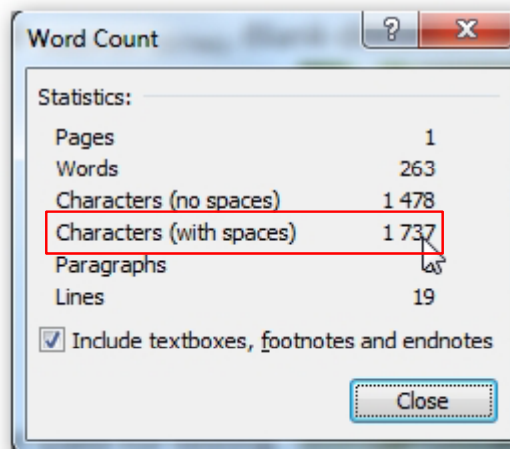 Word Count
?
Statistics:
Pages 1
Words 263
Characters (no spaces) 1 478
Characters (with spaces) 1 737
Paragraphs
Lines 19
Include textboxes, footnotes and endnotes
Close